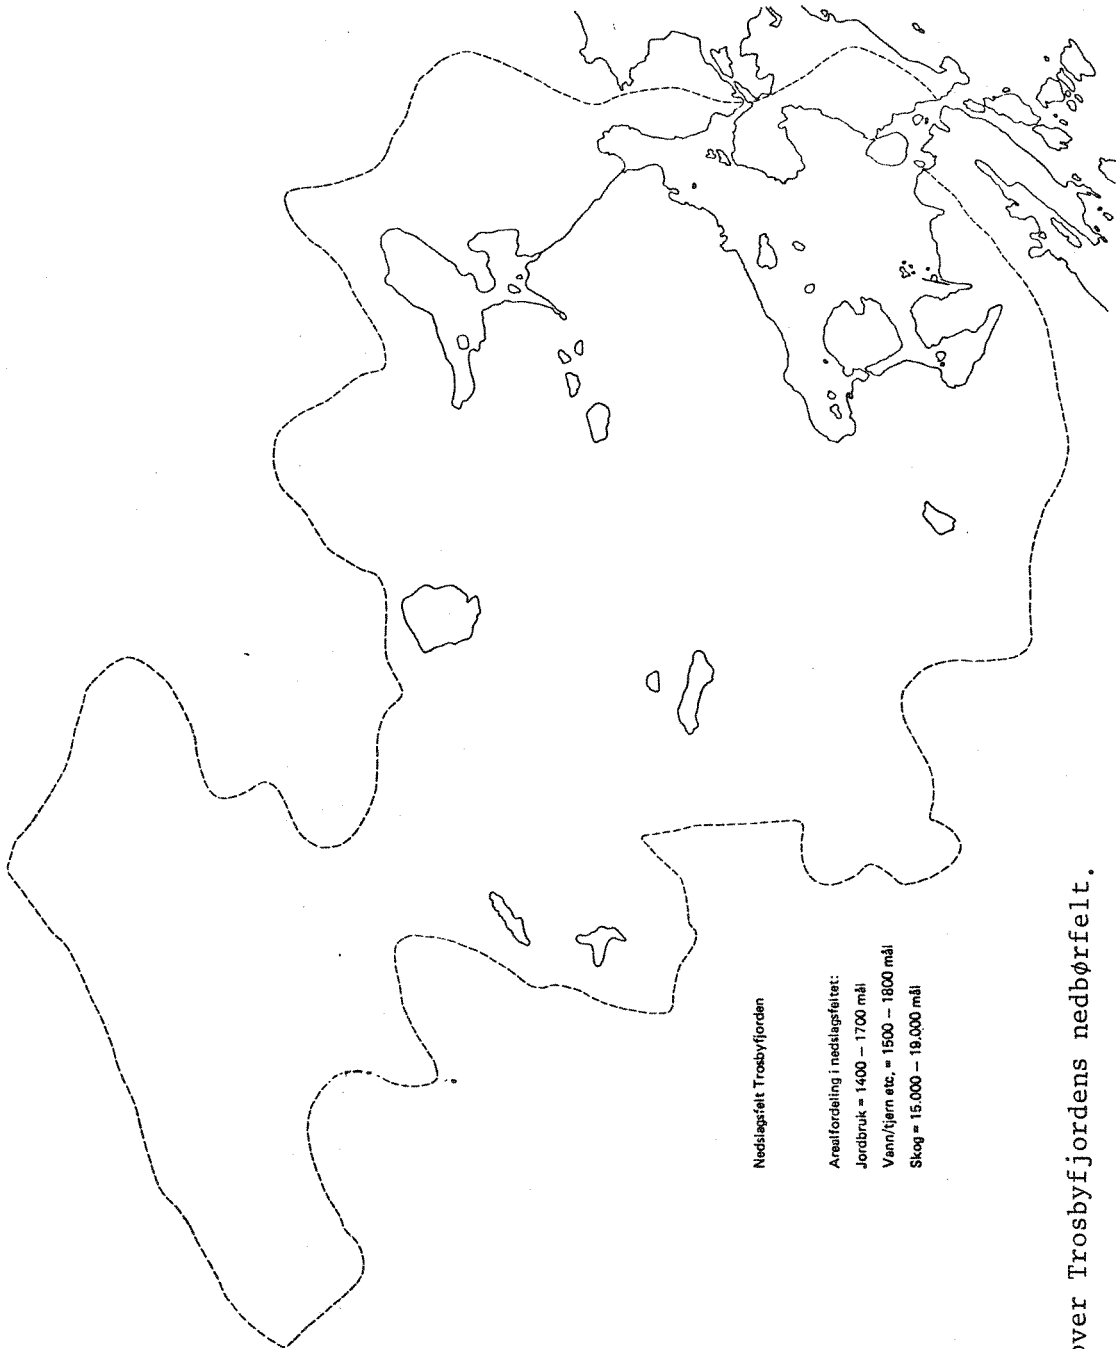 Nedslagsfelt Trosbyfjorden
Arealfordeling i nedslagsfeltet:
Jordbruk = 1400 – 1700 mål
Vann/tjern etc, = 1500 – 1800 mål
Skog = 15.000 – 19.000 mål
over Trosbyfjordens nedbørfelt.